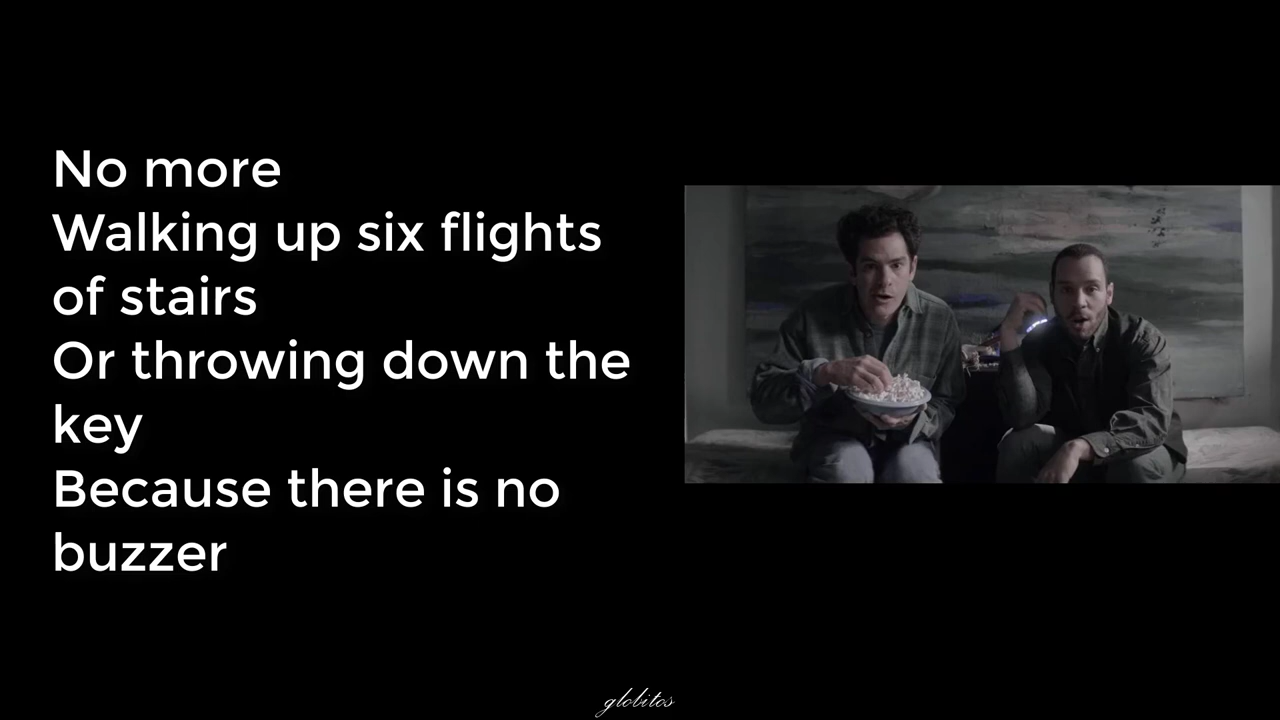 No more
Walking up six flights
of stairs
Or throwing down the
key
Because there is no
buzzer
globitos